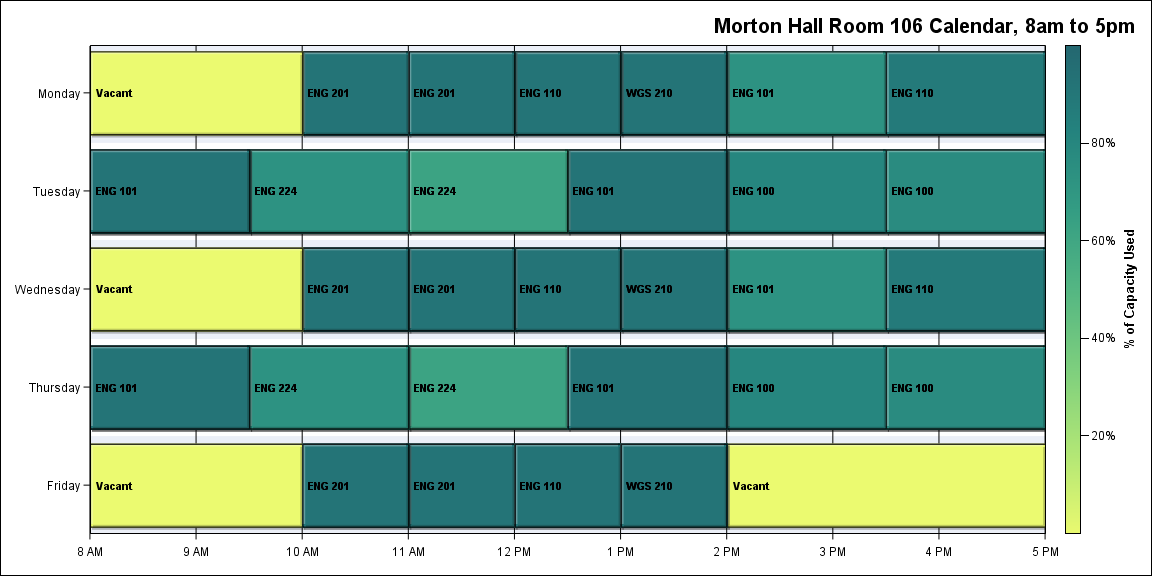 Morton Hall Room 106 Calendar, 8am to 5pm
Monday
Vacant
ENG 201
ENG 201
ENG 110
WGS 210
ENG 101
ENG 110
Tuesday
ENG 101
ENG 224
ENG 224
ENG 101
ENG 100
ENG 100
Wednesday
Vacant
ENG 201
ENG 201
ENG 110
WGS 210
ENG 101
ENG 110
Thursday
ENG 101
ENG 224
ENG 224
ENG 101
ENG 100
ENG 100
Friday
Vacant
ENG 201
ENG 201
ENG 110
WGS 210
Vacant
8 AM
9 AM
10 AM
11 AM
12 PM
1 PM
2 PM
3 PM
4 PM
5 PM
80%
60%
40%
20%
% of Capacity Used